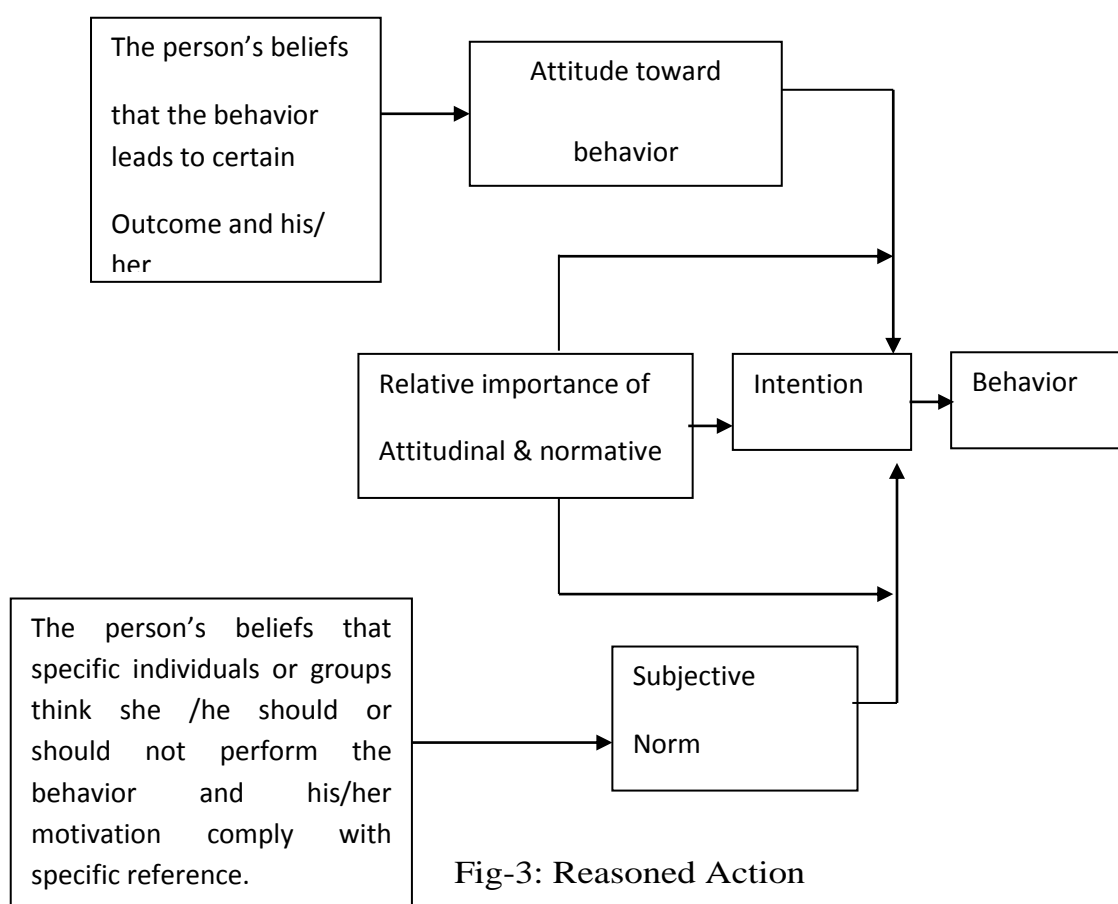 The person’s beliefs
that the behavior
leads to certain
Outcome and his/
her
Attitude toward
behavior
Relative importance of
Attitudinal & normative
Intention
Behavior
The person’s beliefs that
specific individuals or groups
think she /he should or
should not perform the
behavior and his/her
motivation comply with
specific reference.
Subjective
Norm
Fig-3: Reasoned Action